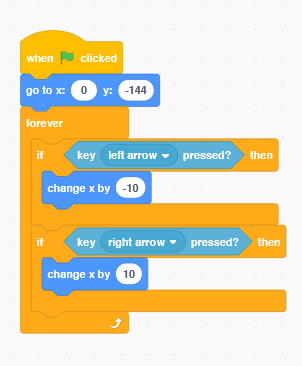 when clicked
go to x: 0 y: -144
forever
if key left arrow pressed? then
change x by -10
if key right arrow pressed? then
change x by 10